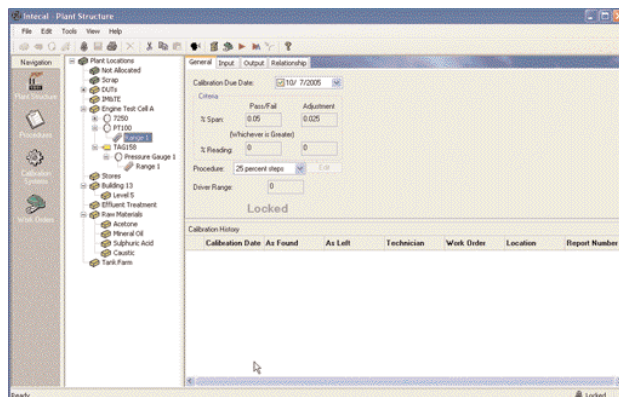 Intecal - Plant Structure
File Edit Tools View Help
Navigation
Plant Structure
Procedures
Calibration
Systems
Work Orders
Plant Locations
Not Allocated
Scrap
DUTs
IM&TE
Engine Test Cell A
7250
PT100
Range 1
TAG158
Pressure Gauge 1
Range 1
Stores
Building 13
Level 5
Effluent Treatment
Raw Materials
Acetone
Mineral Oil
Sulphuric Acid
Caustic
Tank Farm
General Input Output Relationship
Calibration Due Date: 10/ 7/2005
Criteria
Pass/Fail Adjustment
% Span: 0.05 0.025
(Whichever is Greater)
% Reading: 0 0
Procedure: 25 percent steps Edit
Driver Range: 0
Locked
Calibration History
Calibration Date As Found As Left Technician Work Order Location Report Number
Ready Locked